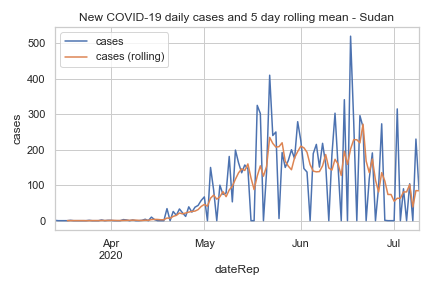 New COVID-19 daily cases and 5 day rolling mean - Sudan
cases
cases (rolling)
500
400
300
200
100
0
cases
Apr
2020
May
Jun
Jul
dateRep